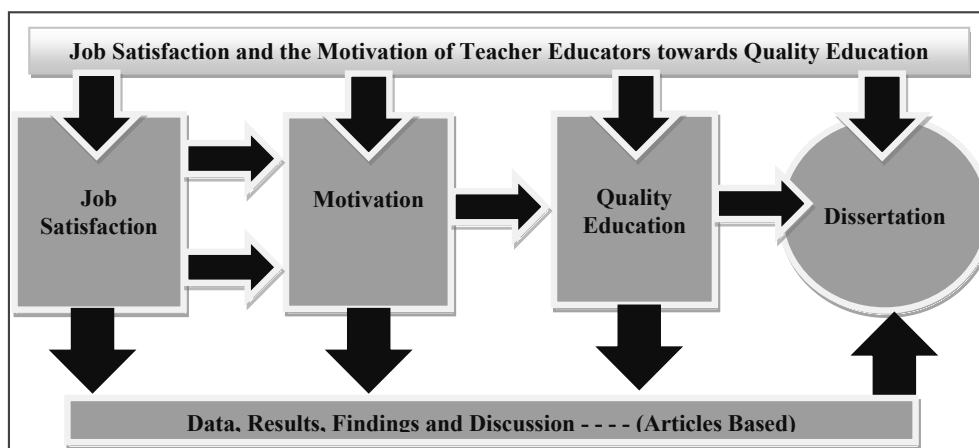 Job Satisfaction and the Motivation of Teacher Educators towards Quality Education
Job
Satisfaction
Motivation
Quality
Education
Dissertation
Data, Results, Findings and Discussion - - - - (Articles Based)